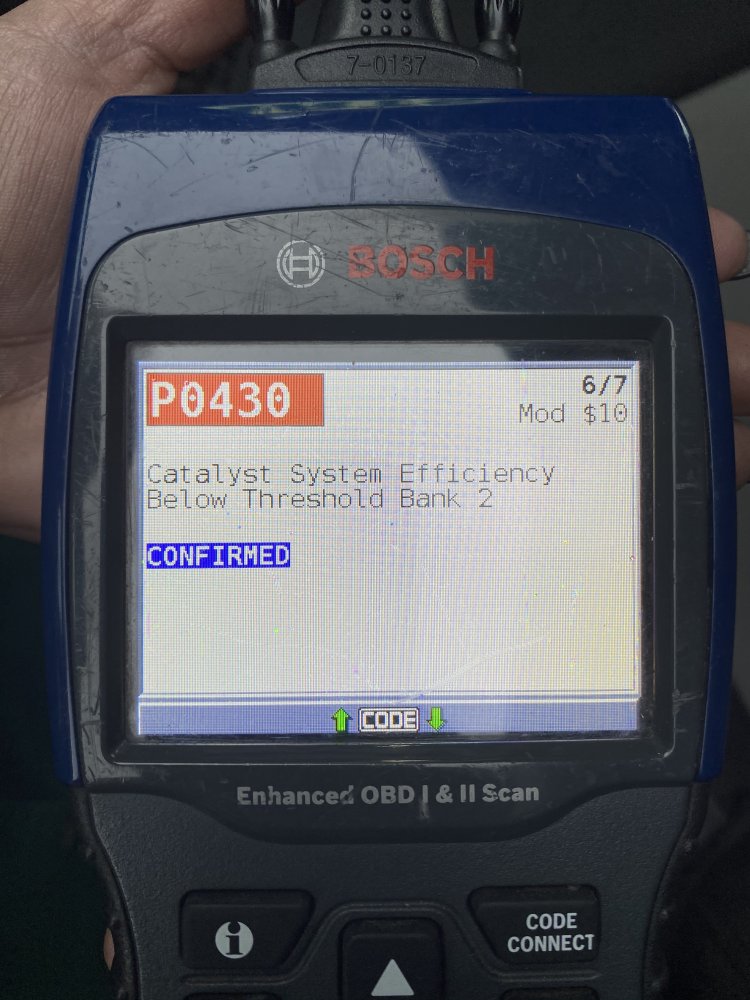 7-0137
BOSCH
P0430
6/7
Mod $10
Catalyst System Efficiency
Below Threshold Bank 2
CONFIRMED
CODE
Enhanced OBD I & II Scan
i
CODE
CONNECT